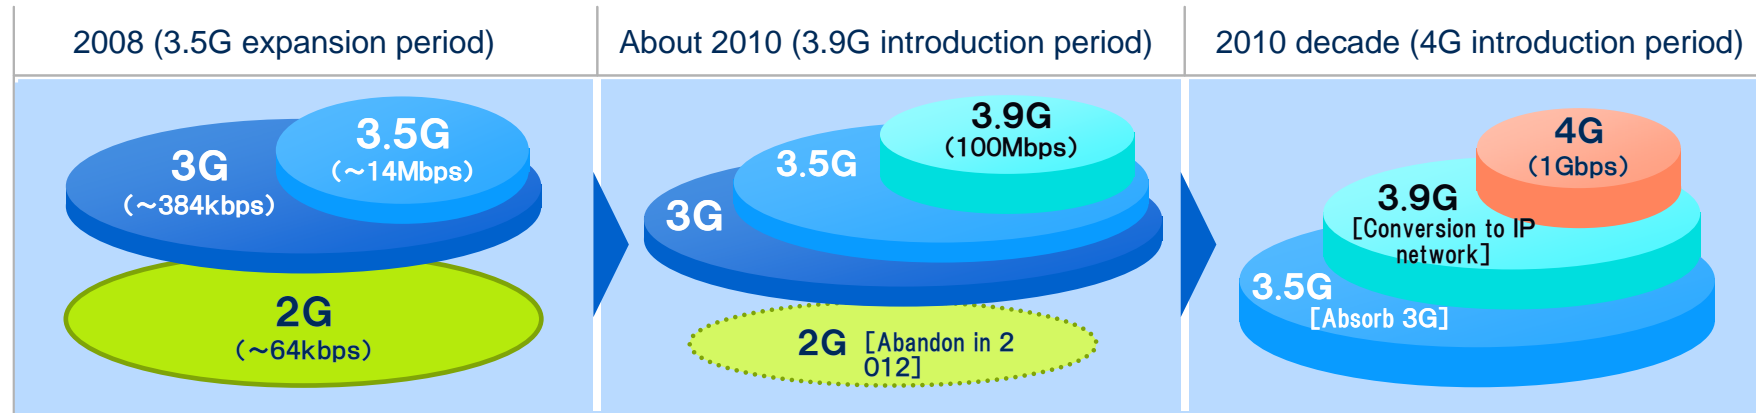 2008 (3.5G expansion period)
About 2010 (3.9G introduction period)
2010 decade (4G introduction period)
3G
(～384kbps)
3.5G
(～14Mbps)
2G
(～64kbps)
3G
3.5G
3.9G
(100Mbps)
2G [Abandon in 2
012]
3.5G
[Absorb 3G]
3.9G
[Conversion to IP
network]
4G
(1Gbps)